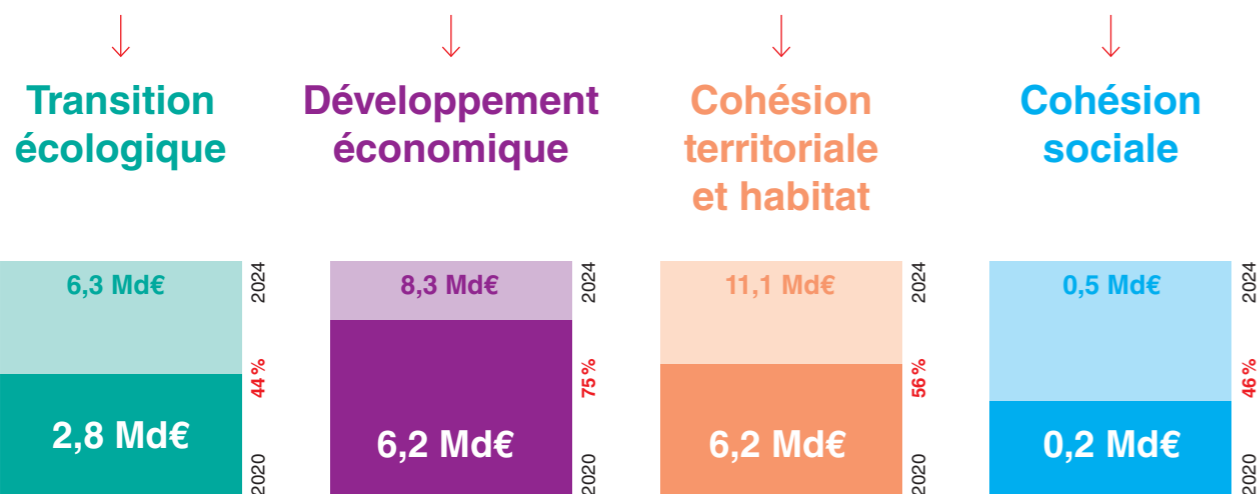 Transition
écologique
Développement
économique
Cohésion
territoriale
et habitat
Cohésion
sociale
6,3 Md€
2024
44 %
2,8 Md€
2020
8,3 Md€
2024
75 %
6,2 Md€
2020
11,1 Md€
2024
56 %
6,2 Md€
2020
0,5 Md€
2024
46 %
0,2 Md€
2020